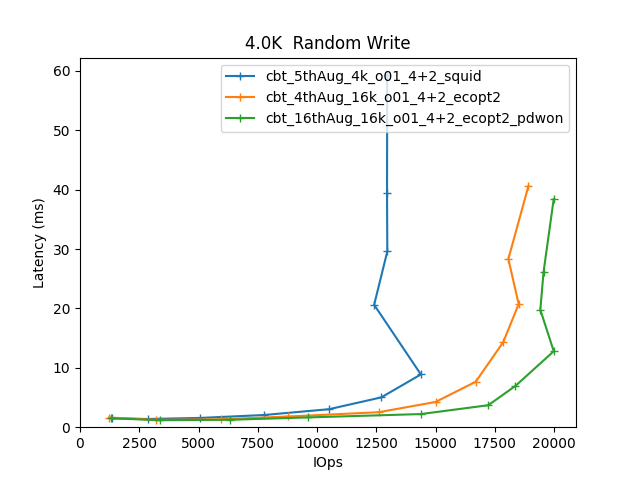 4.0K  Random Write
60
50
40
30
20
10
0
Latency (ms)
cbt_5thAug_4k_o01_4+2_squid
cbt_4thAug_16k_o01_4+2_ecopt2
cbt_16thAug_16k_o01_4+2_ecopt2_pdwon
0 2500 5000 7500 10000 12500 15000 17500 20000
IOps